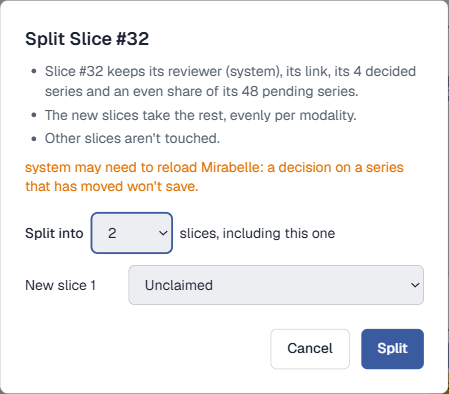 Split Slice #32
• Slice #32 keeps its reviewer (system), its link, its 4 decided
series and an even share of its 48 pending series.
• The new slices take the rest, evenly per modality.
• Other slices aren't touched.
system may need to reload Mirabelle: a decision on a series
that has moved won't save.
Split into 2 slices, including this one
New slice 1 Unclaimed
Cancel Split